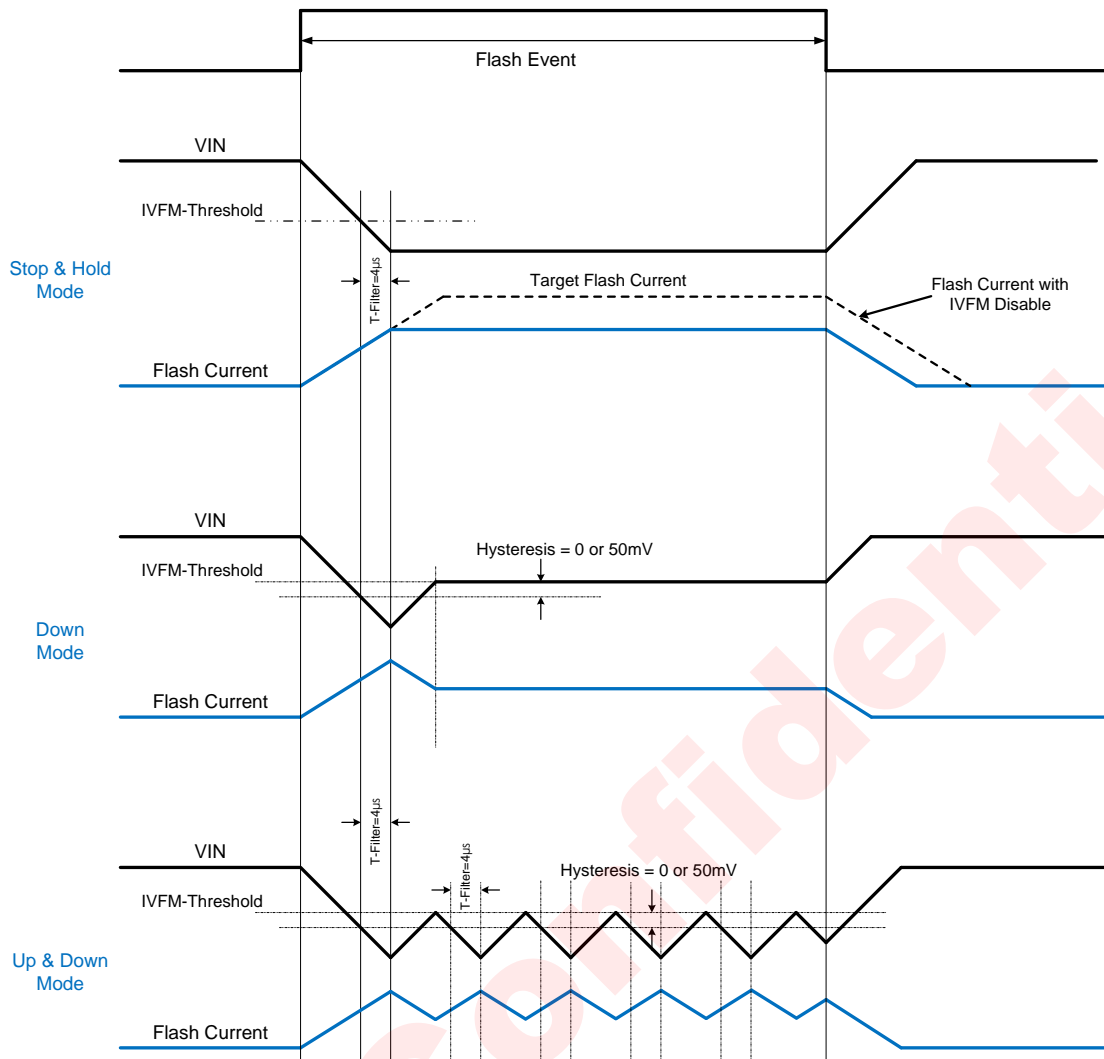 Flash Event
VIN
IVFM-Threshold
Stop & Hold
Mode
T-Filter=4µs
Target Flash Current
Flash Current with
IVFM Disable
Flash Current
VIN
Hysteresis = 0 or 50mV
IVFM-Threshold
Down
Mode
Flash Current
T-Filter=4µs
VIN
T-Filter=4µs
Hysteresis = 0 or 50mV
IVFM-Threshold
Up & Down
Mode
Flash Current
Confidenti